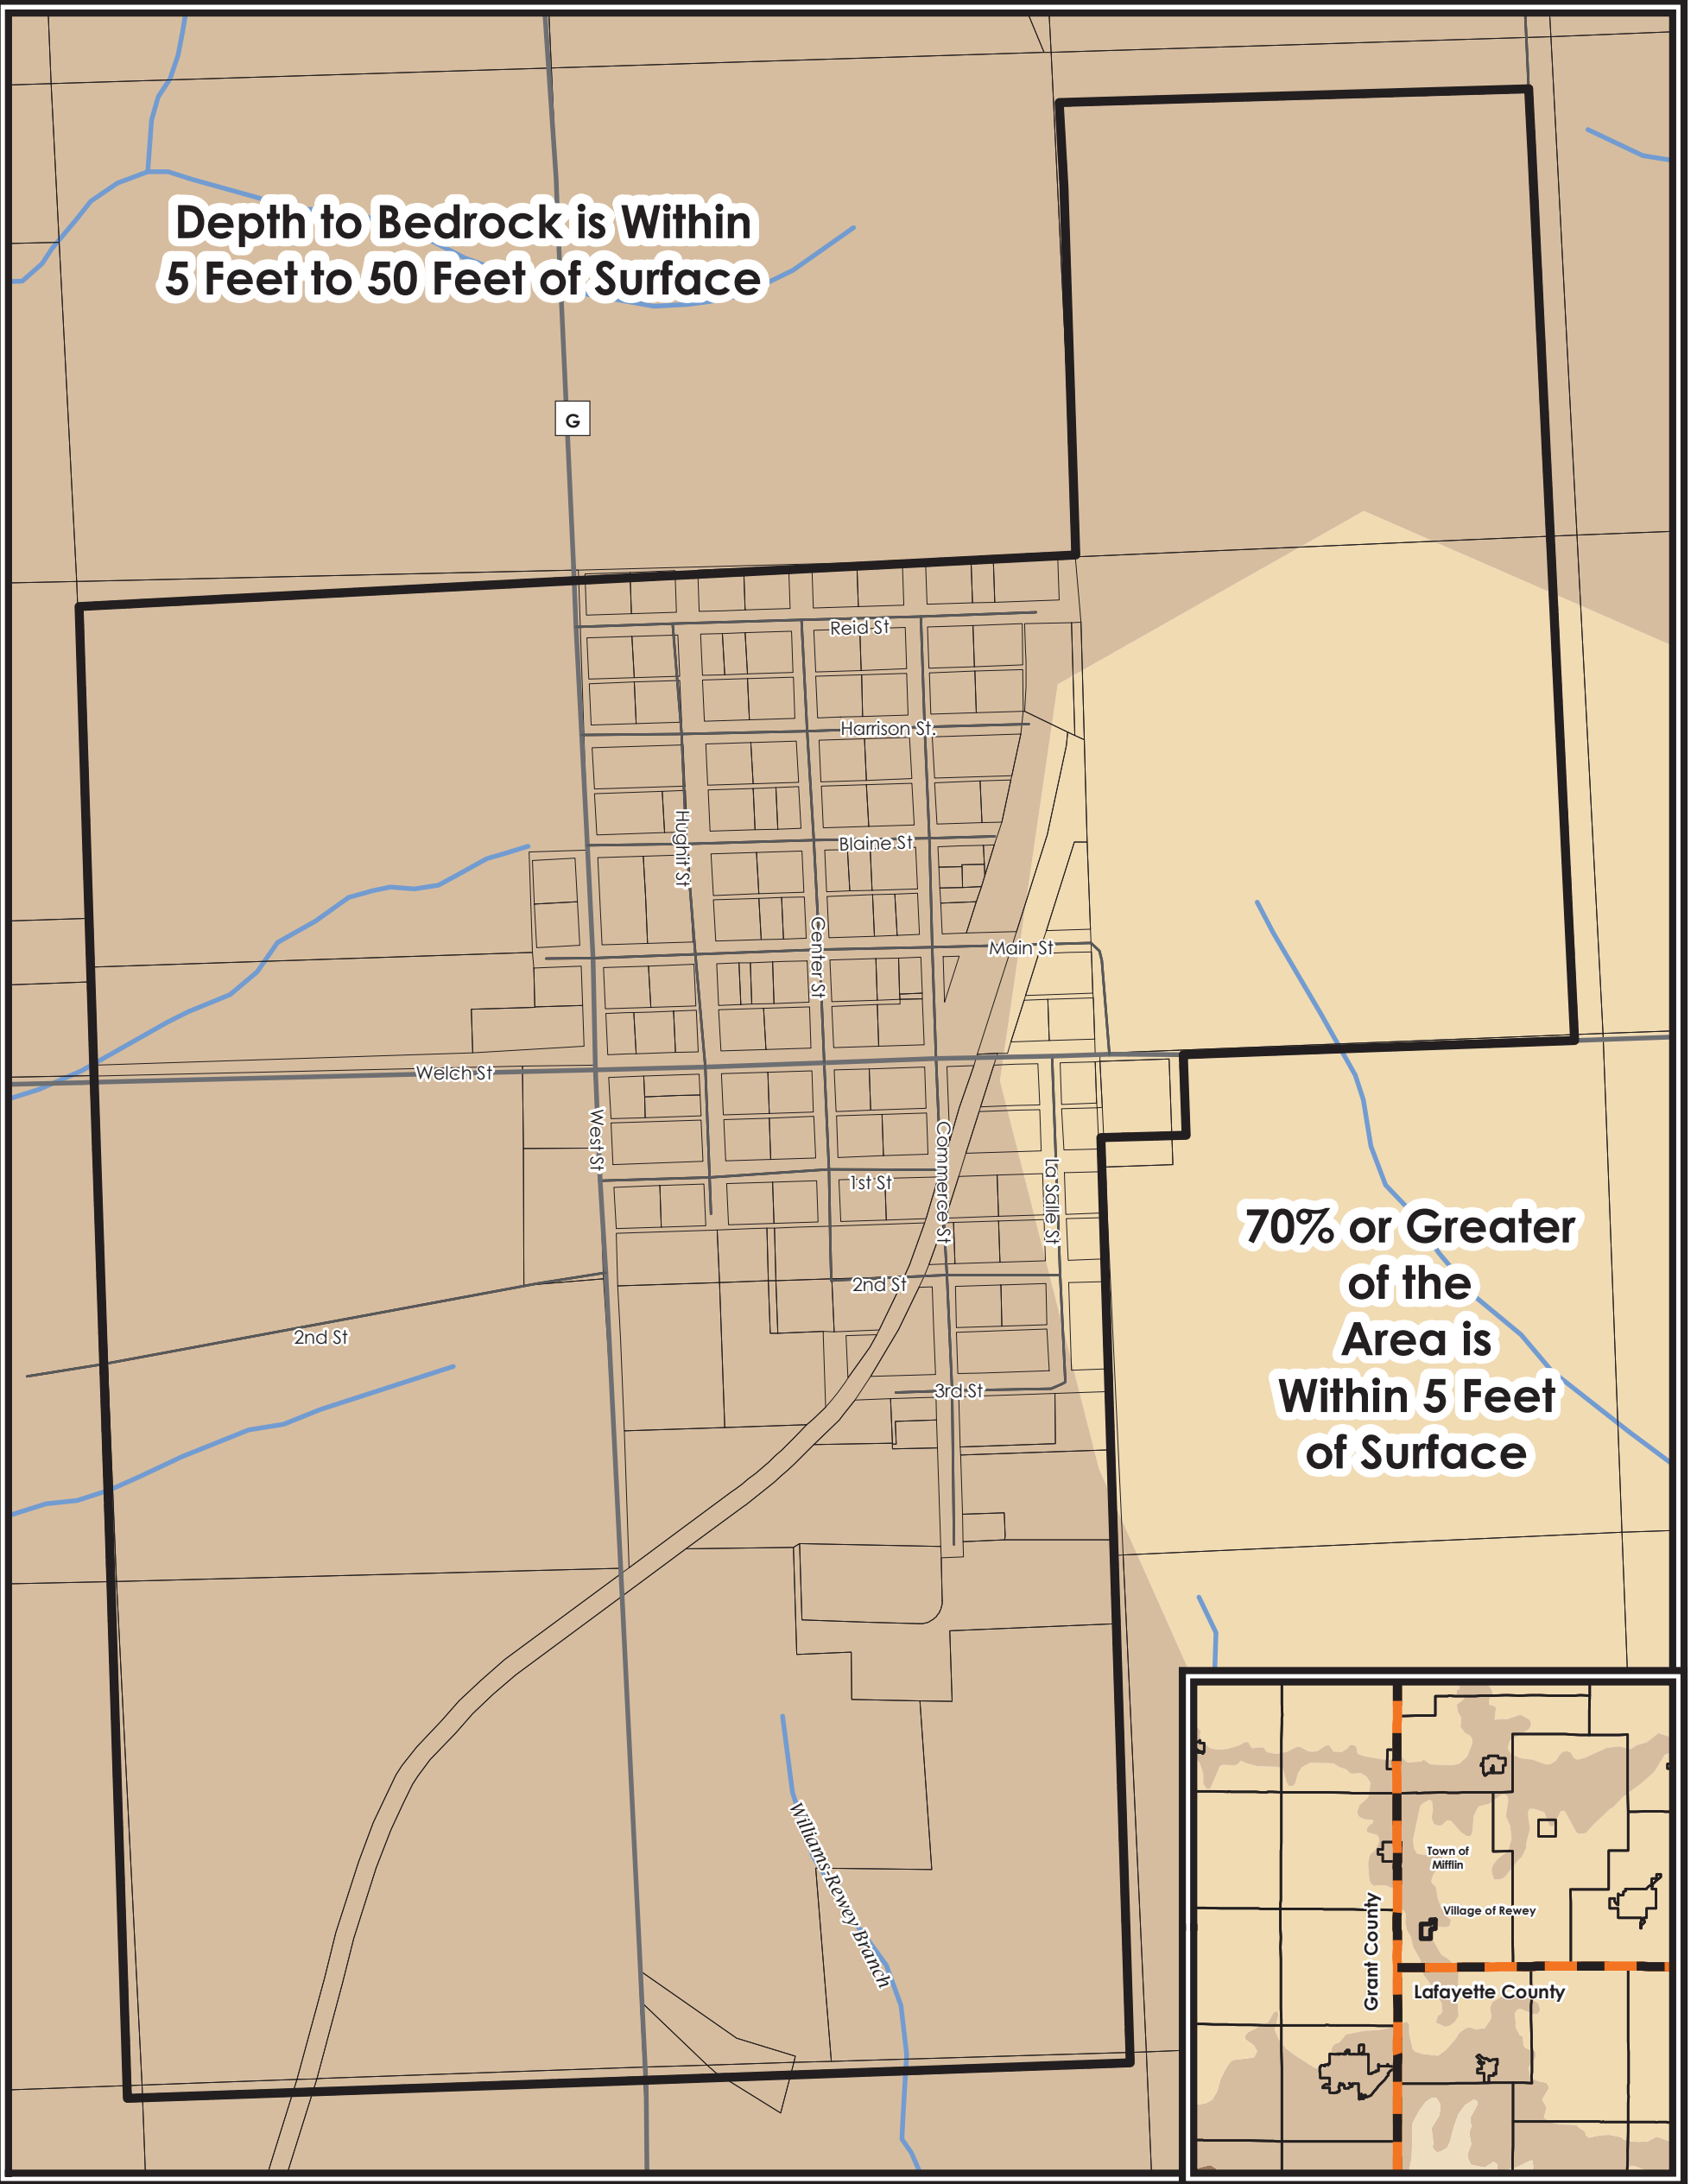 Depth to Bedrock is Within
5 Feet to 50 Feet of Surface
G
Reid St
Harrison St.
Hughit St
Blaine St
Center St
Main St
Welch St
West St
Commerce St
La Salle St
1st St
2nd St
2nd St
3rd St
70% or Greater
of the
Area is
Within 5 Feet
of Surface
Williams-Rewey Branch
Town of
Mifflin
Village of Rewey
Grant County
Lafayette County